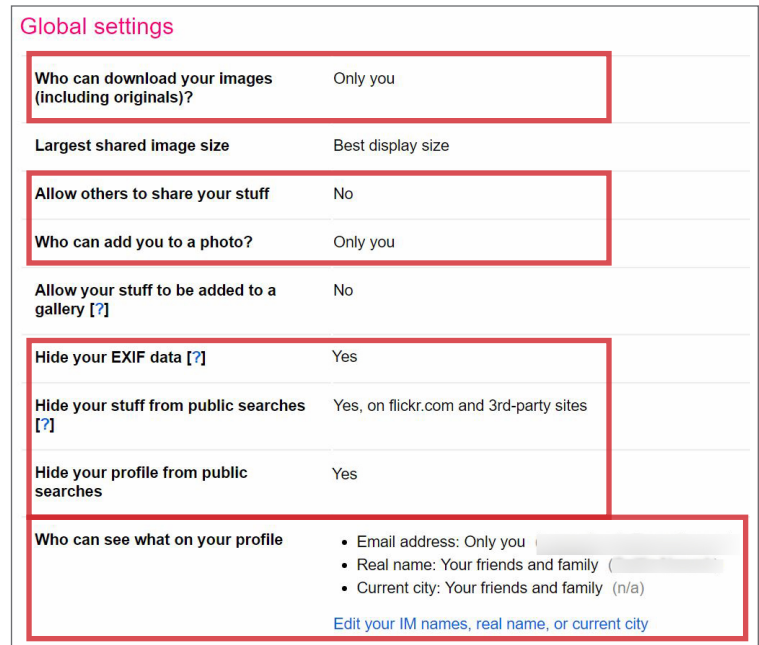 Global settings
Who can download your images
(including originals)?
Only you
Largest shared image size
Best display size
Allow others to share your stuff
No
Who can add you to a photo?
Only you
Allow your stuff to be added to a
gallery [?]
No
Hide your EXIF data [?]
Yes
Hide your stuff from public searches
[?]
Yes, on flickr.com and 3rd-party sites
Hide your profile from public
searches
Yes
Who can see what on your profile
• Email address: Only you (
• Real name: Your friends and family (
• Current city: Your friends and family (n/a)
Edit your IM names, real name, or current city